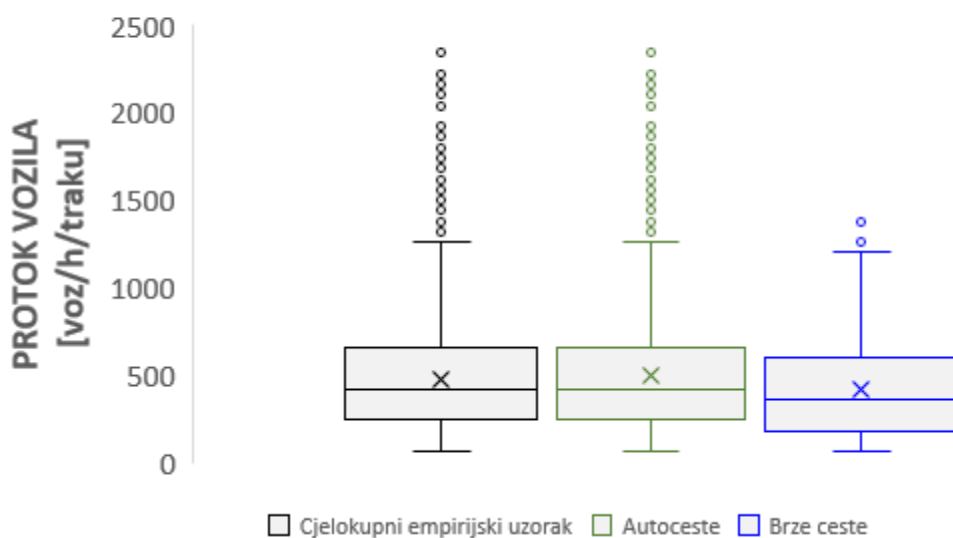 2500
2000
1500
1000
500
0
PROTOK VOZILA
[voz/h/traku]
Cjelokupni empirijski uzorak Autoceste Brze ceste